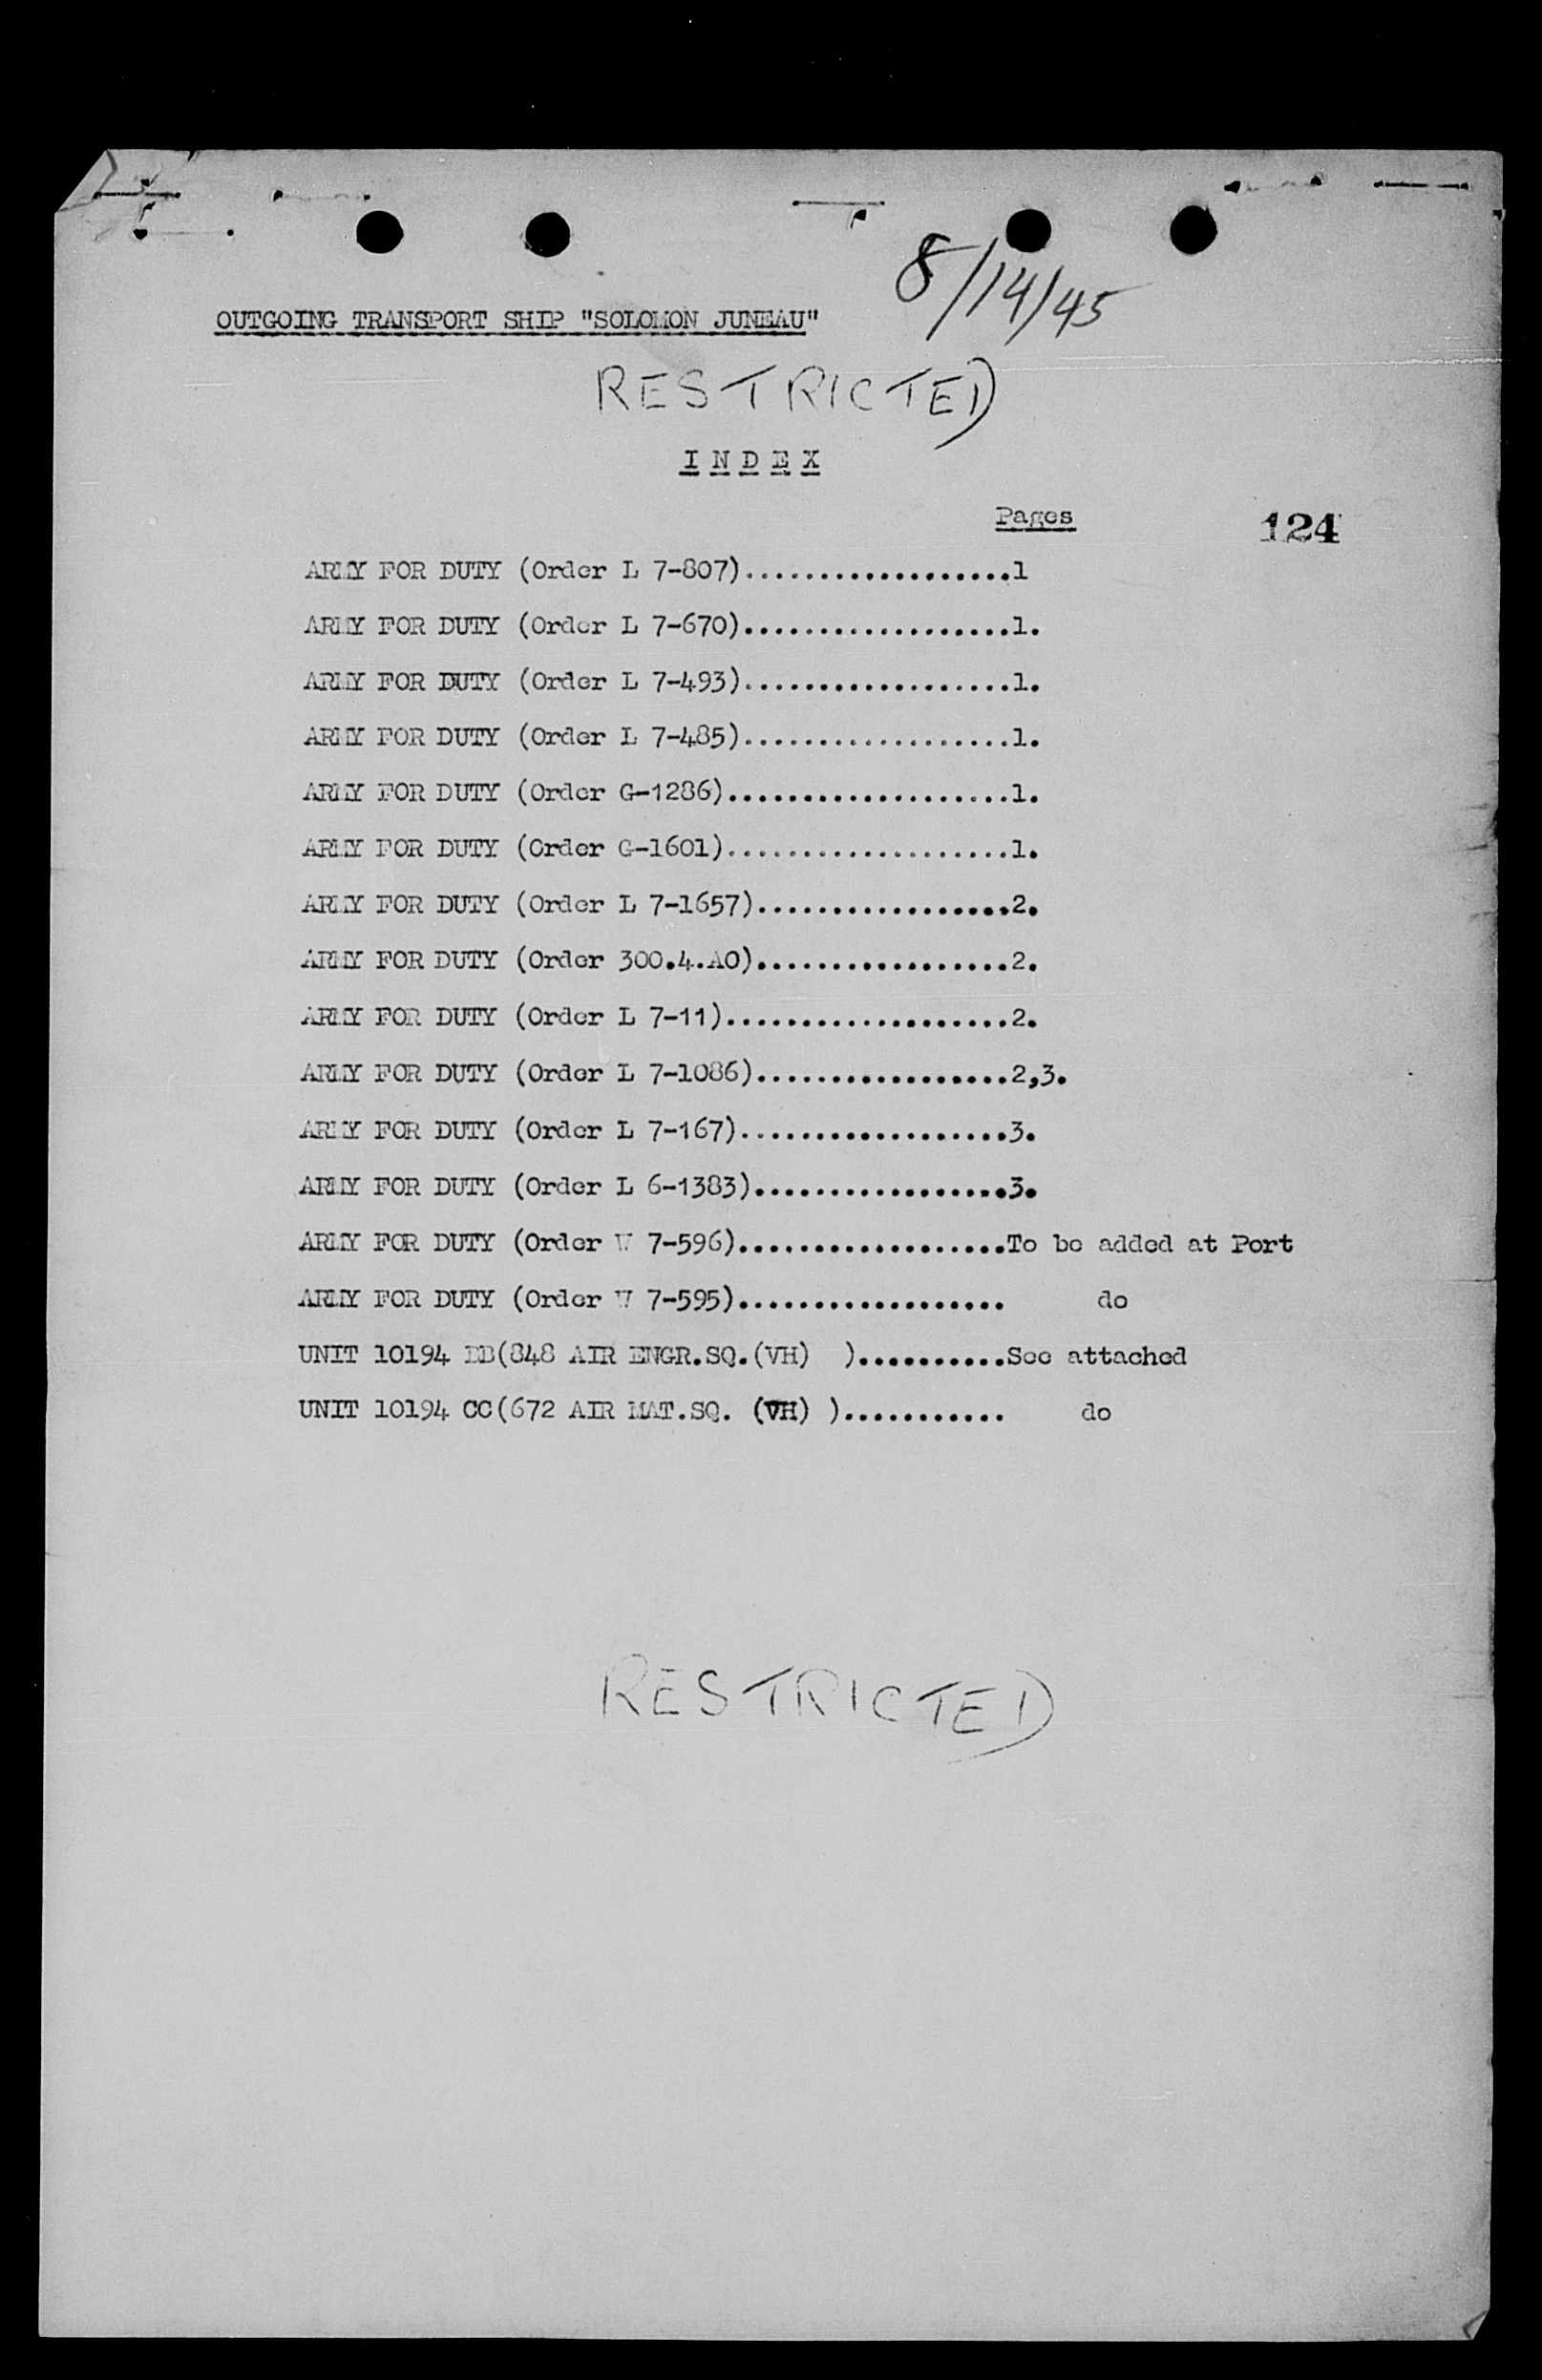 8/14/45
OUTGOING TRANSPORT SHIP "SOLOMON JUNEAU"
RESTRICTED
INDEX
Pages
124
ARMY FOR DUTY (Order L 7-807)..................1
ARMY FOR DUTY (Order L 7-670)..................1.
ARMY FOR DUTY (Order L 7-493)..................1.
ARMY FOR DUTY (Order L 7-485)..................1.
ARMY FOR DUTY (Order G-1286)...................1.
ARMY FOR DUTY (Order G-1601)...................1.
ARMY FOR DUTY (Order L 7-1657).................2.
ARMY FOR DUTY (Order 300.4.AO).................2.
ARMY FOR DUTY (Order L 7-11)...................2.
ARMY FOR DUTY (Order L 7-1086).................2,3.
ARMY FOR DUTY (Order L 7-167)..................3.
ARMY FOR DUTY (Order L 6-1383).................3.
ARMY FOR DUTY (Order W 7-596)..................To be added at Port
ARMY FOR DUTY (Order W 7-595).................. do
UNIT 10194 BB(848 AIR ENGR.SQ.(VH) )..........See attached
UNIT 10194 CC(672 AIR MAT.SQ. (VH) )........... do
RESTRICTED